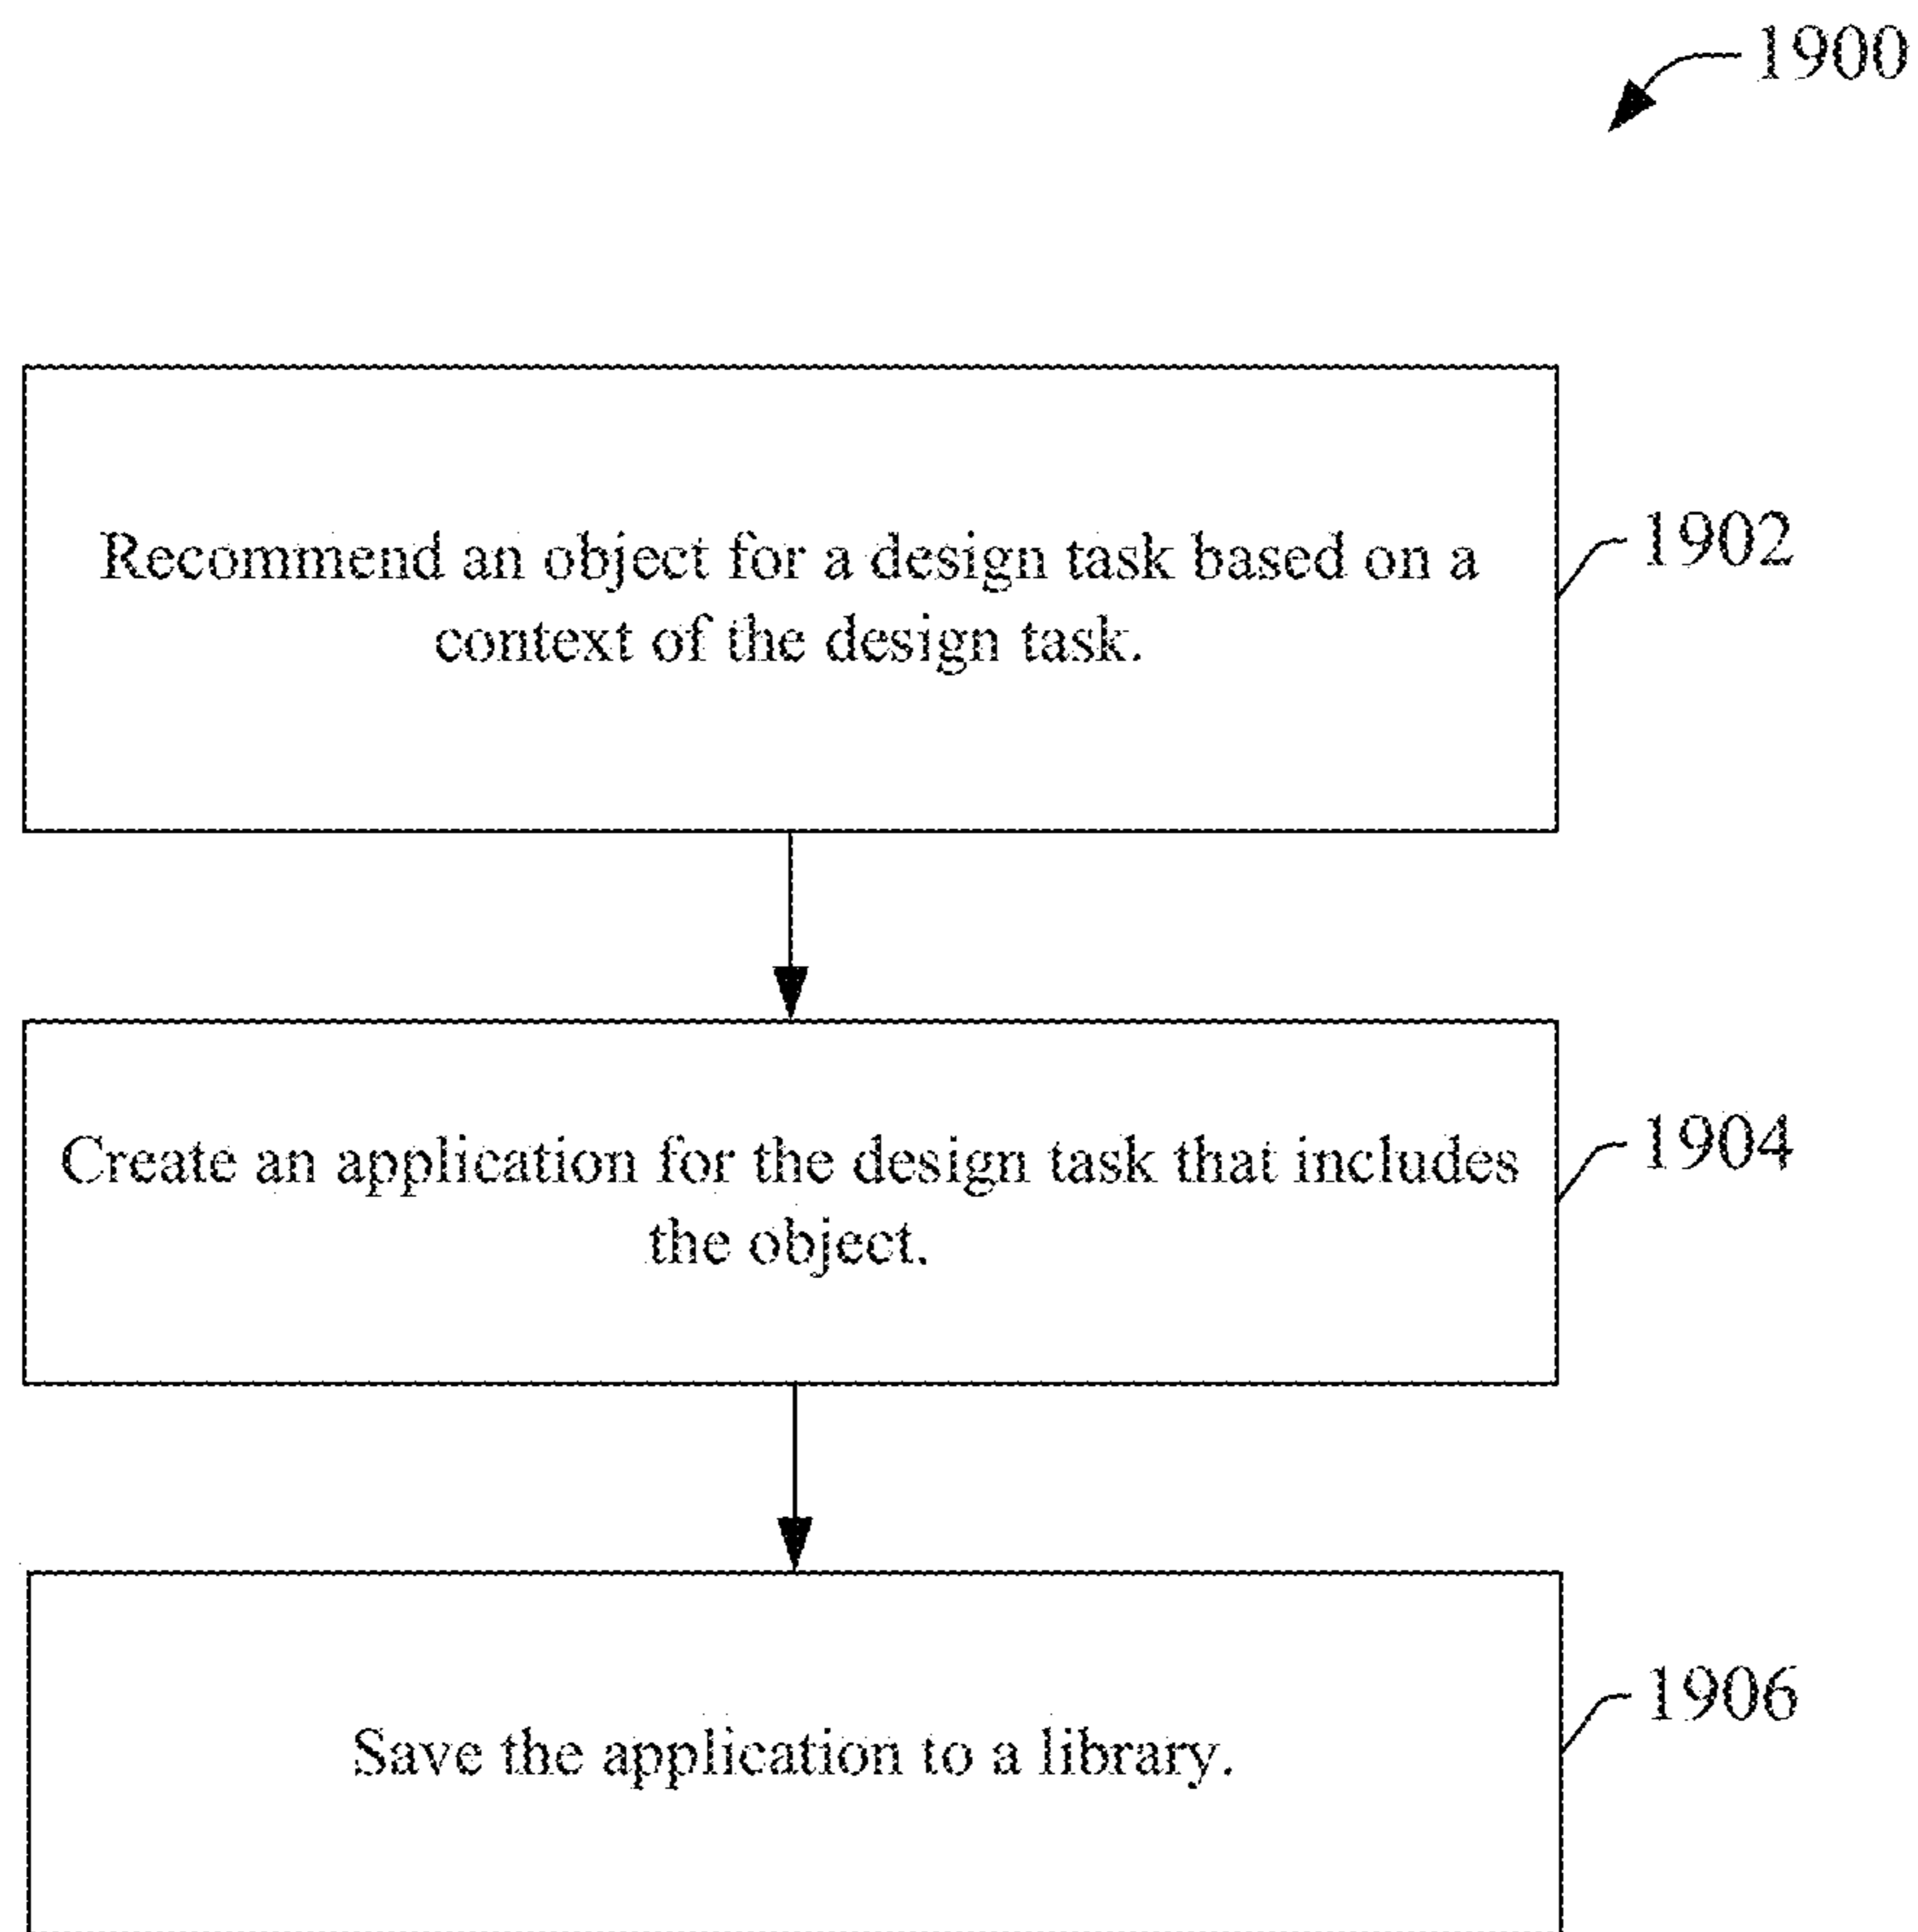 1900
Recommend an object for a design task based on a
context of the design task.
1902
Create an application for the design task that includes
the object.
1904
Save the application to a library.
1906